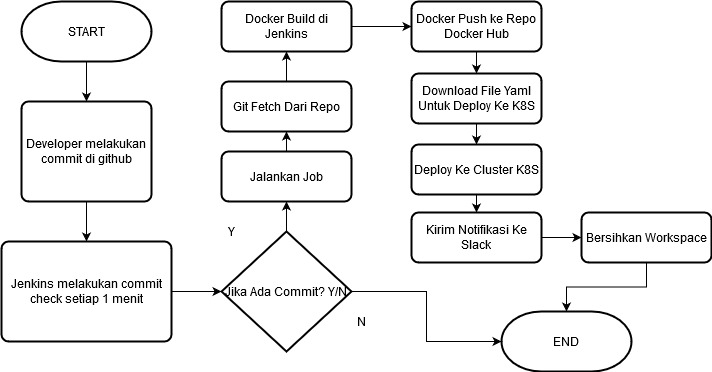 START
Developer melakukan
commit di github
Jenkins melakukan commit
check setiap 1 menit
Jika Ada Commit? Y/N
Y
N
Jalankan Job
Git Fetch Dari Repo
Docker Build di
Jenkins
Docker Push ke Repo
Docker Hub
Download File Yaml
Untuk Deploy Ke K8S
Deploy Ke Cluster K8S
Kirim Notifikasi Ke
Slack
Bersihkan Workspace
END